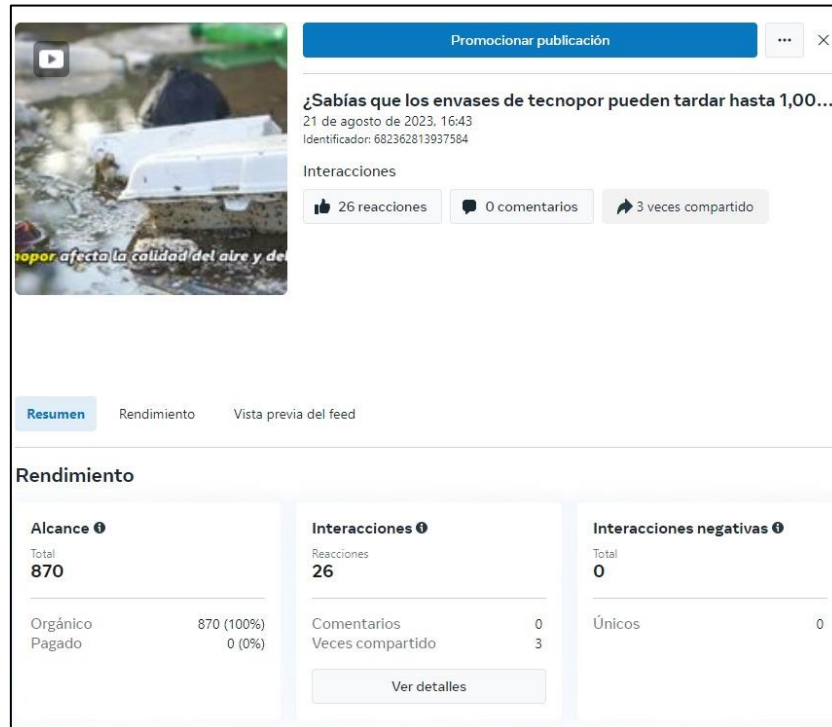 Promocionar publicación
¿Sabías que los envases de tecnopor pueden tardar hasta 1,00...
21 de agosto de 2023, 16:43
Identificador: 682362813937584
Interacciones
26 reacciones 0 comentarios 3 veces compartido
nopor afecta la calidad del aire y del
Resumen Rendimiento Vista previa del feed
Rendimiento
Alcance
Total
870
Orgánico 870 (100%)
Pagado 0 (0%)
Interacciones
Reacciones
26
Comentarios 0
Veces compartido 3
Ver detalles
Interacciones negativas
Total
0
Únicos 0